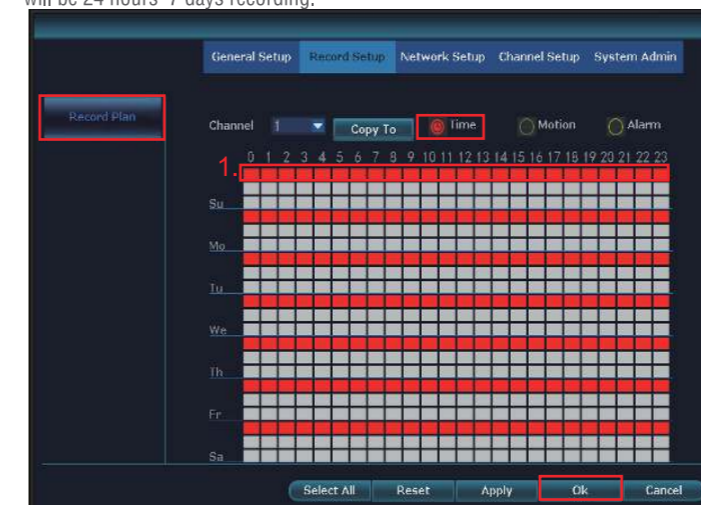 will be 24 hours 7 days recording.
General Setup Record Setup Network Setup Channel Setup System Admin
Record Plan
Channel 1 Copy To Time Motion Alarm
0 1 2 3 4 5 6 7 8 9 10 11 12 13 14 15 16 17 18 19 20 21 22 23
1.
Su
Mo
Tu
We
Th
Fr
Sa
Select All Reset Apply Ok Cancel